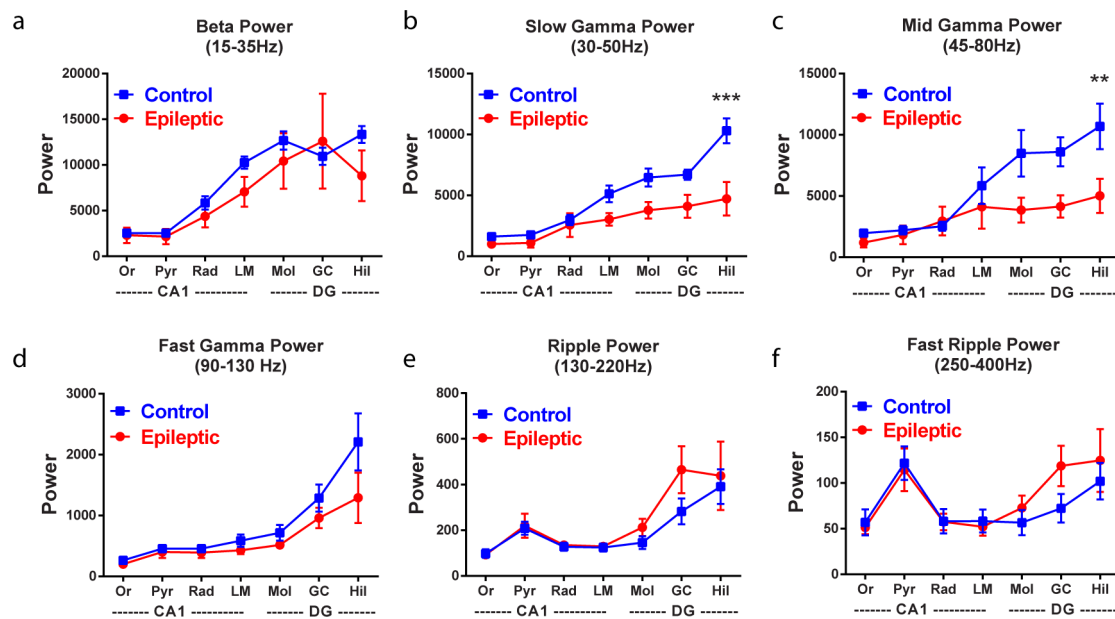 a
Beta Power
(15-35Hz)
20000
15000
10000
5000
0
Power
Control
Epileptic
Or Pyr Rad LM Mol GC Hil
------- CA1 ---------- ------- DG -------
b
Slow Gamma Power
(30-50Hz)
15000
10000
5000
0
Power
Control
Epileptic
***
Or Pyr Rad LM Mol GC Hil
------- CA1 ---------- ------- DG -------
c
Mid Gamma Power
(45-80Hz)
15000
10000
5000
0
Power
Control
Epileptic
**
Or Pyr Rad LM Mol GC Hil
------- CA1 ---------- ------- DG -------
d
Fast Gamma Power
(90-130 Hz)
3000
2000
1000
0
Power
Control
Epileptic
Or Pyr Rad LM Mol GC Hil
------- CA1 ---------- ------- DG -------
e
Ripple Power
(130-220Hz)
800
600
400
200
0
Power
Control
Epileptic
Or Pyr Rad LM Mol GC Hil
------- CA1 ---------- ------- DG -------
f
Fast Ripple Power
(250-400Hz)
200
150
100
50
0
Power
Control
Epileptic
Or Pyr Rad LM Mol GC Hil
------- CA1 ---------- ------- DG -------